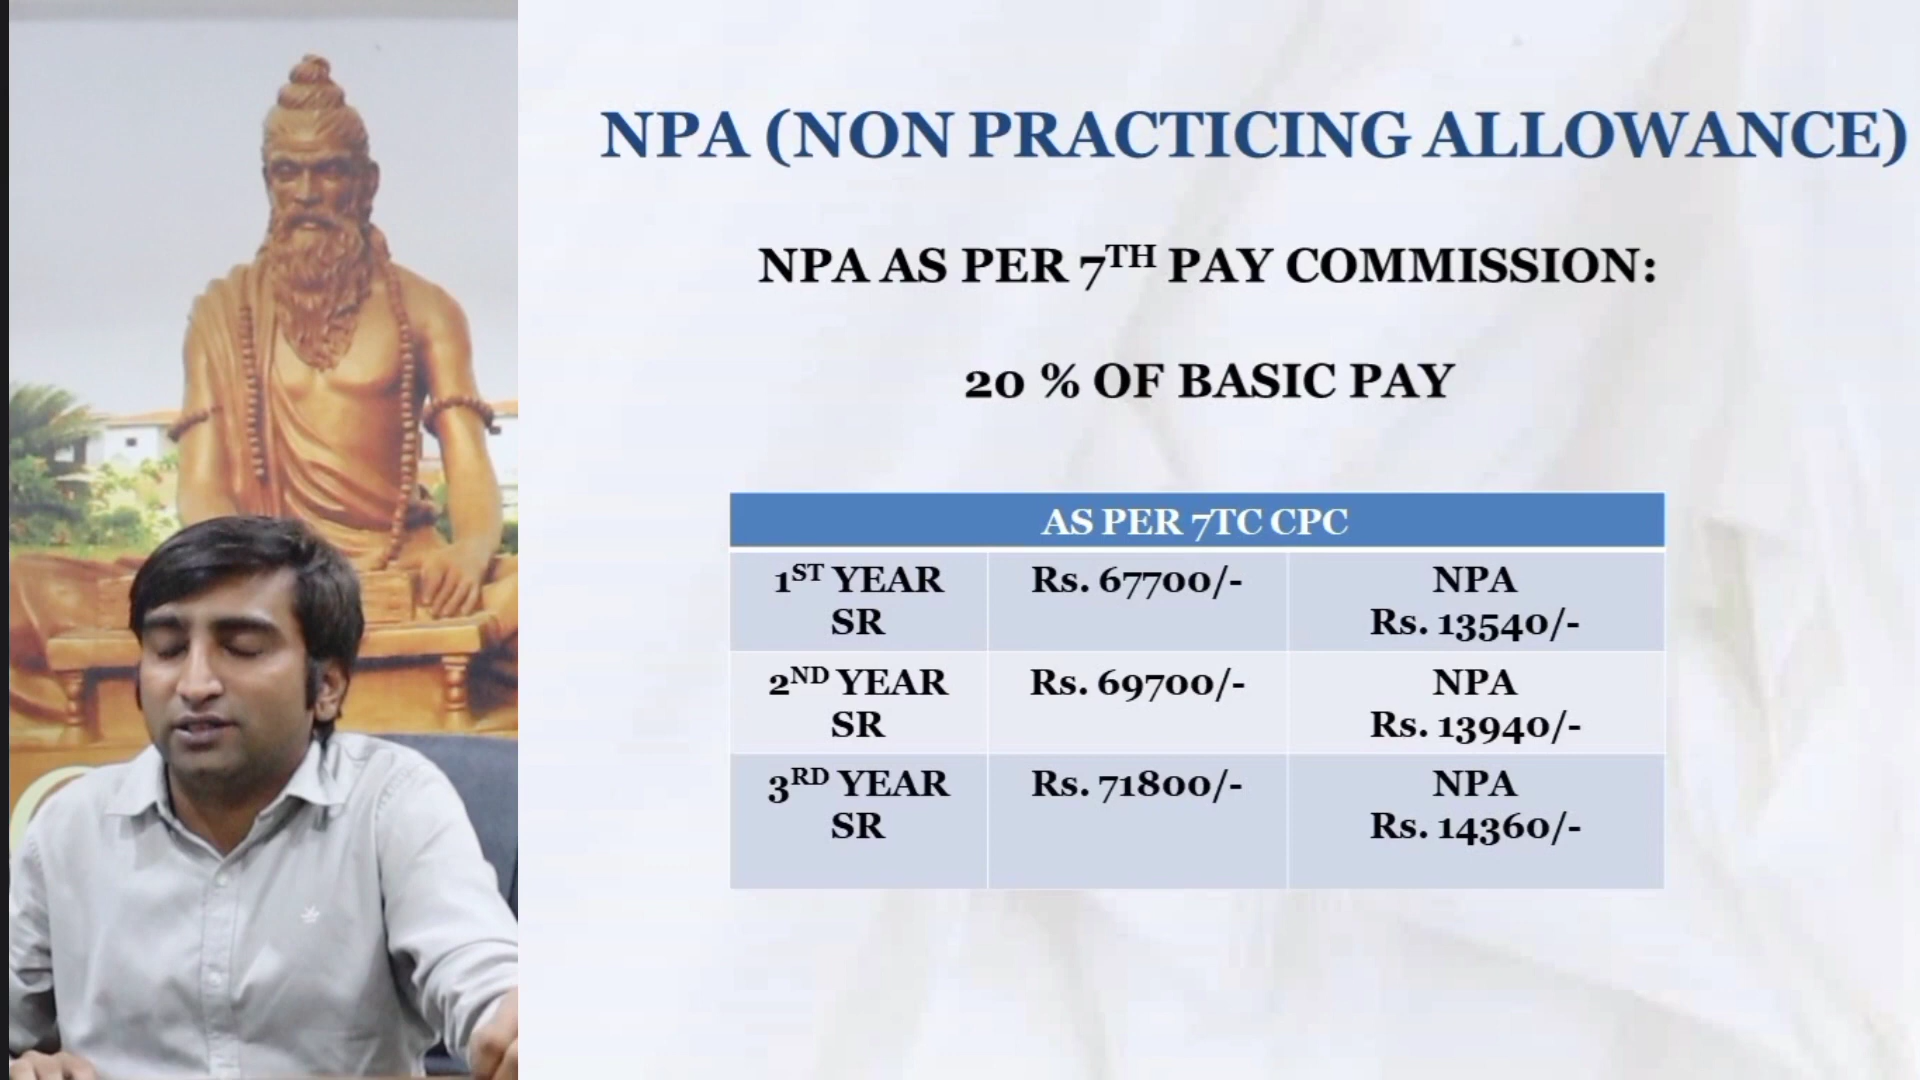 NPA (NON PRACTICING ALLOWANCE)
NPA AS PER 7TH PAY COMMISSION:
20 % OF BASIC PAY
AS PER 7TC CPC
1ST YEAR SR
Rs. 67700/-
NPA
Rs. 13540/-
2ND YEAR SR
Rs. 69700/-
NPA
Rs. 13940/-
3RD YEAR SR
Rs. 71800/-
NPA
Rs. 14360/-